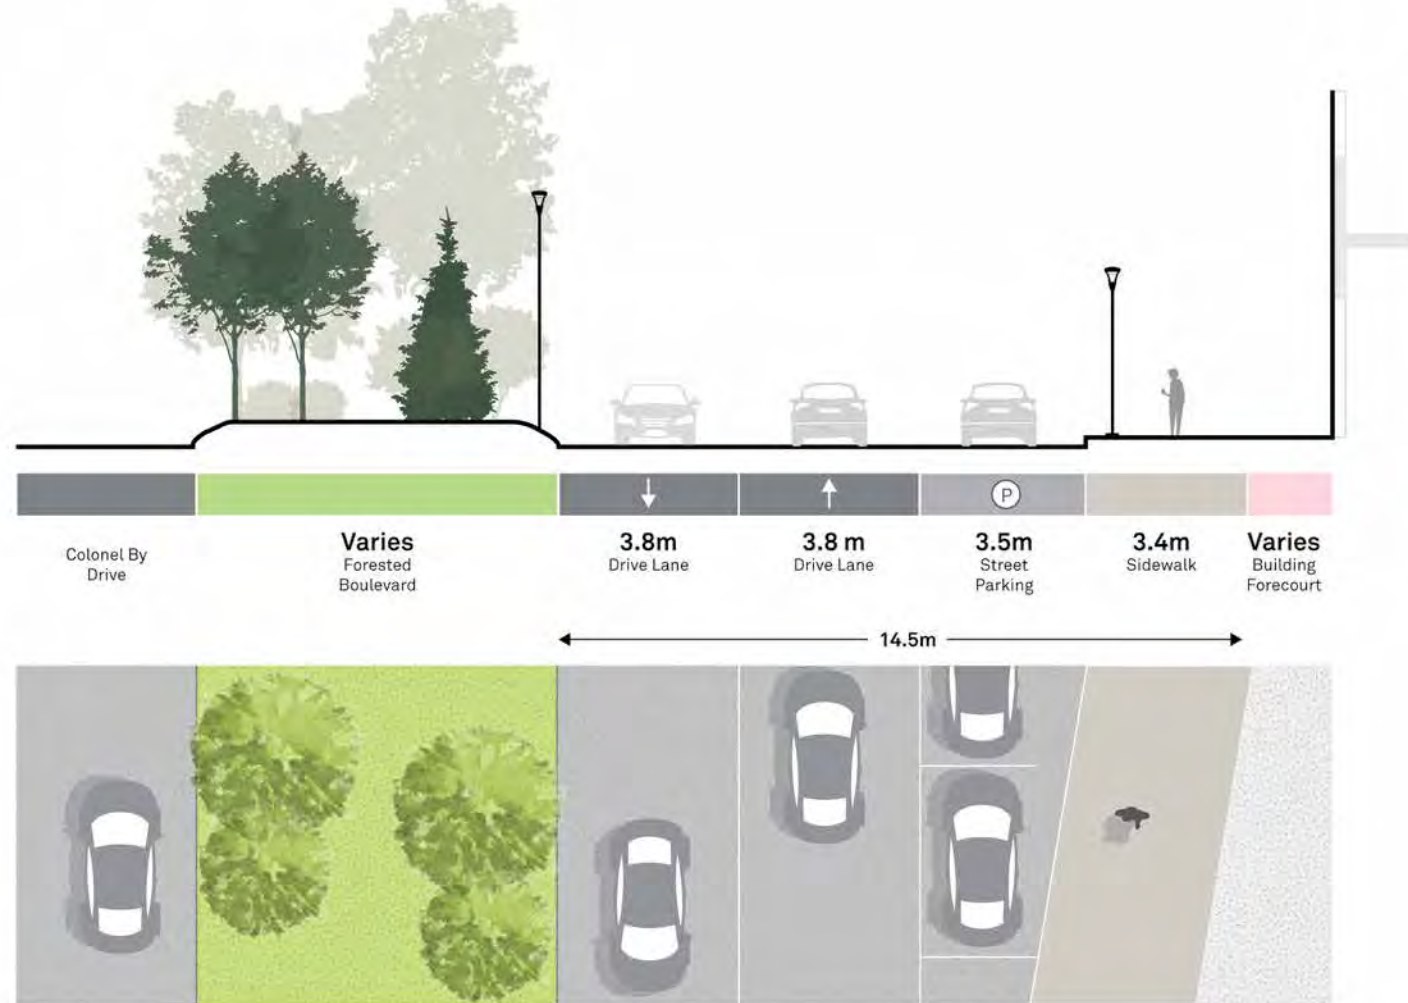 P
Colonel By
Drive
Varies
Forested
Boulevard
3.8m
Drive Lane
3.8 m
Drive Lane
3.5m
Street
Parking
3.4m
Sidewalk
Varies
Building
Forecourt
14.5m